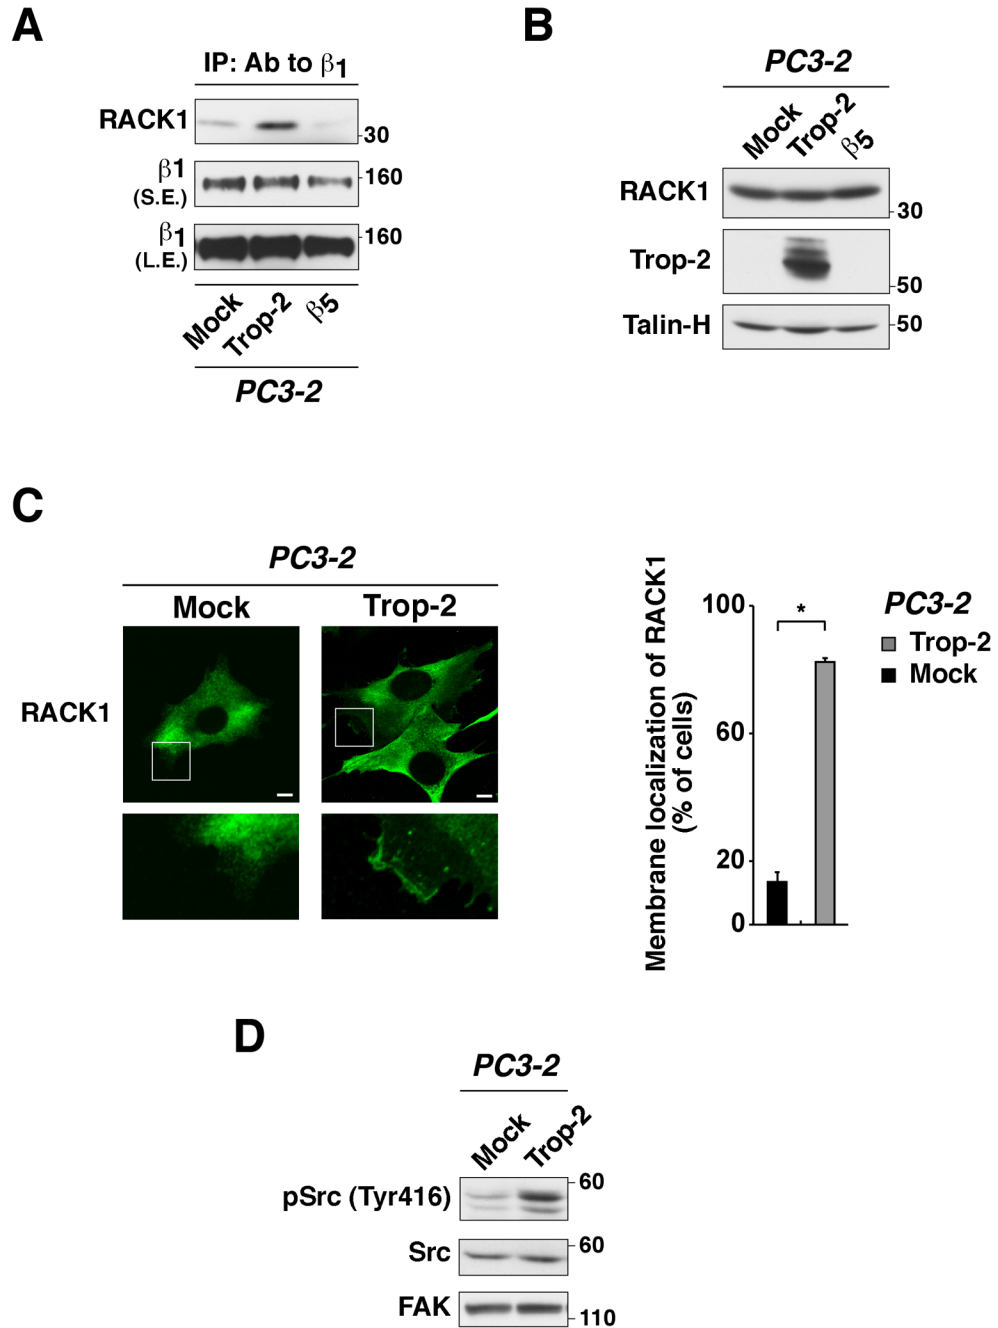 A
IP: Ab to β1
RACK1
30
β1
(S.E.)
160
β1
(L.E.)
160
Mock
Trop-2
β5
PC3-2
B
PC3-2
Mock
Trop-2
β5
RACK1
30
Trop-2
50
Talin-H
50
C
PC3-2
Mock
Trop-2
RACK1
Membrane localization of RACK1
(% of cells)
100
60
20
0
*
PC3-2
Trop-2
Mock
D
PC3-2
Mock
Trop-2
pSrc (Tyr416)
60
Src
60
FAK
110